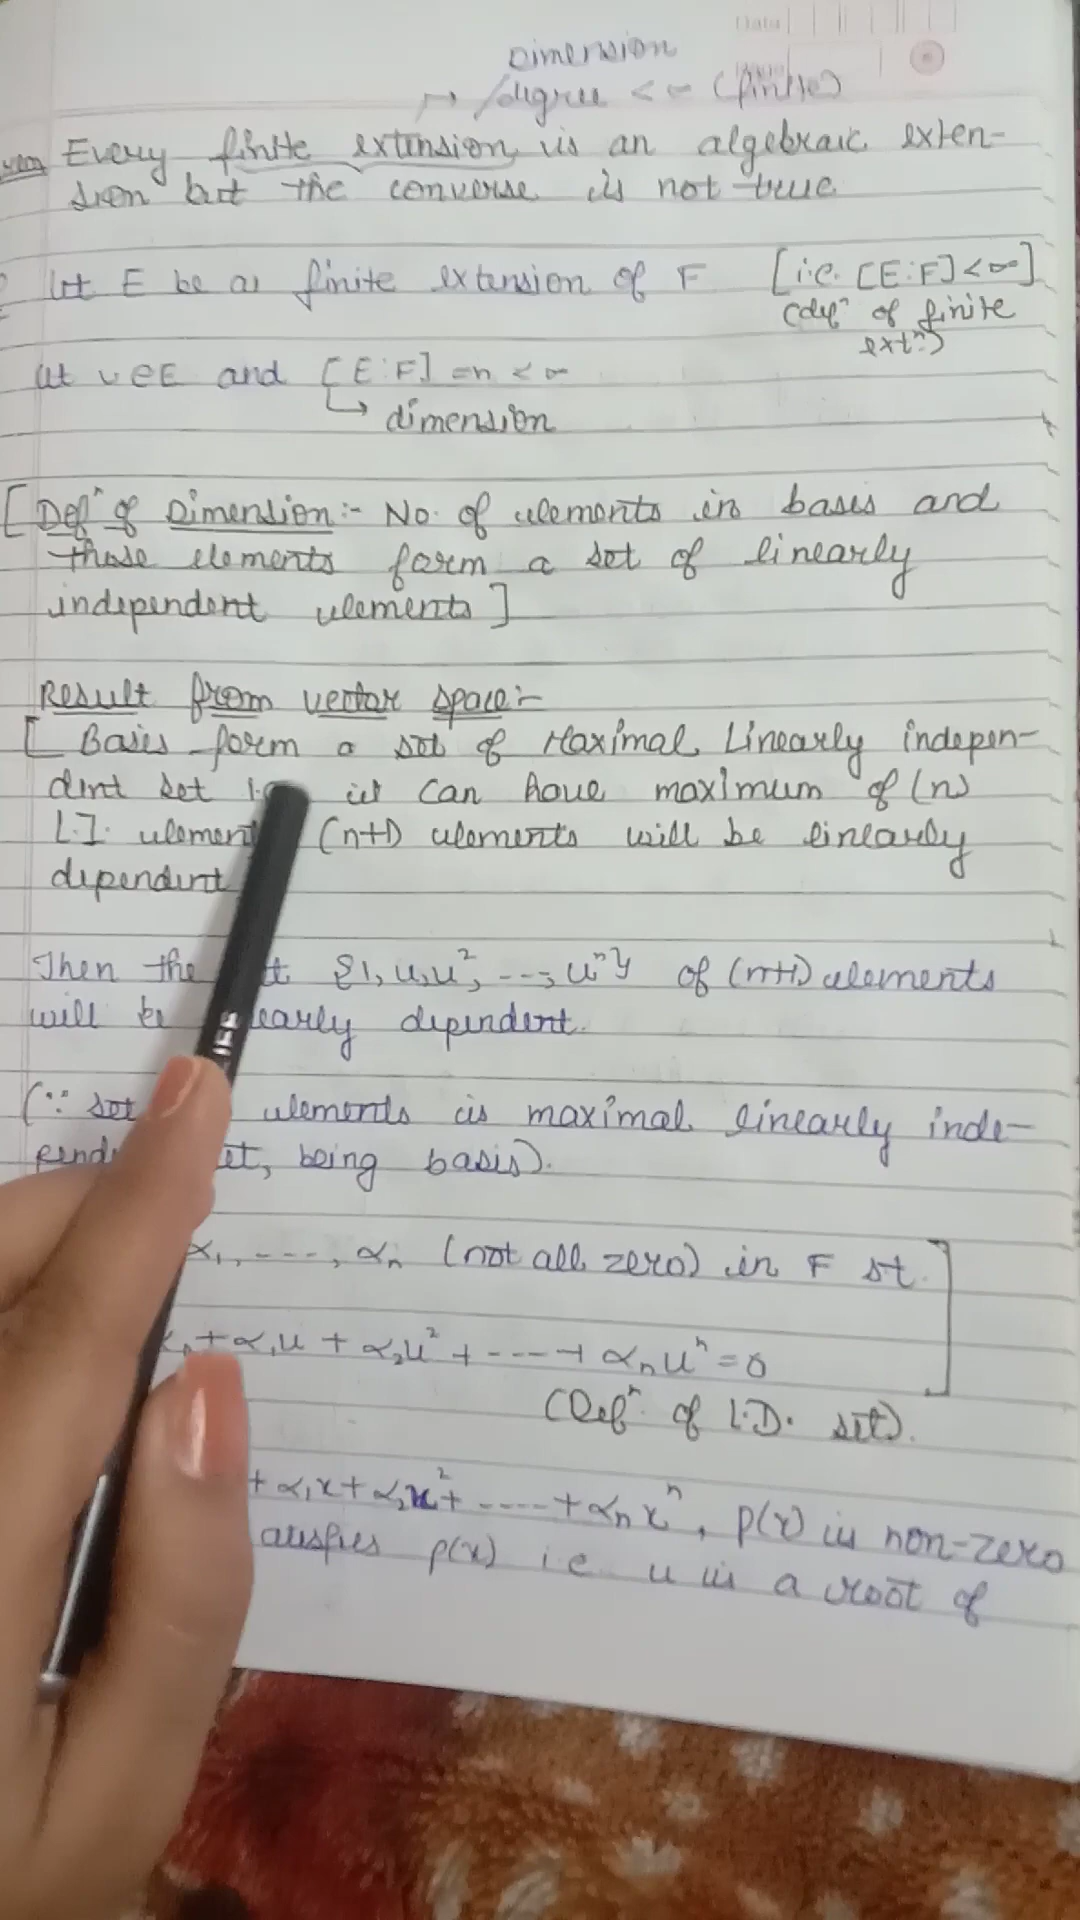 Date
Dimension
→ /degree < ∞ (finite)
Every finite extension is an algebraic exten-
sion but the converse is not true
let E be a finite extension of F [i.e. [E:F] < ∞]
(defⁿ of finite
extⁿ)
let u ∈ E and [E:F] = n < ∞
↳ dimension
[Defⁿ of Dimension:- No. of elements in basis and
those elements form a set of linearly
independent elements]
Result from vector space:-
[Basis form a set of Maximal Linearly indepen-
dent set it can have maximum of (n)
L.I. (n+1) elements will be linearly
dependent
Then the {1, u, u², ---, uⁿ} of (n+1) elements
will be dependent.
(∵ set elements is maximal linearly inde-
being basis).
α₁, ----, αₙ (not all zero) in F st.
+ α₁u + α₂u² + ---- + αₙuⁿ = 0
(Defⁿ of L.D. set).
+ α₁x + α₂x² + ---- + αₙxⁿ, p(x) is non-zero
p(x) i.e u is a root of